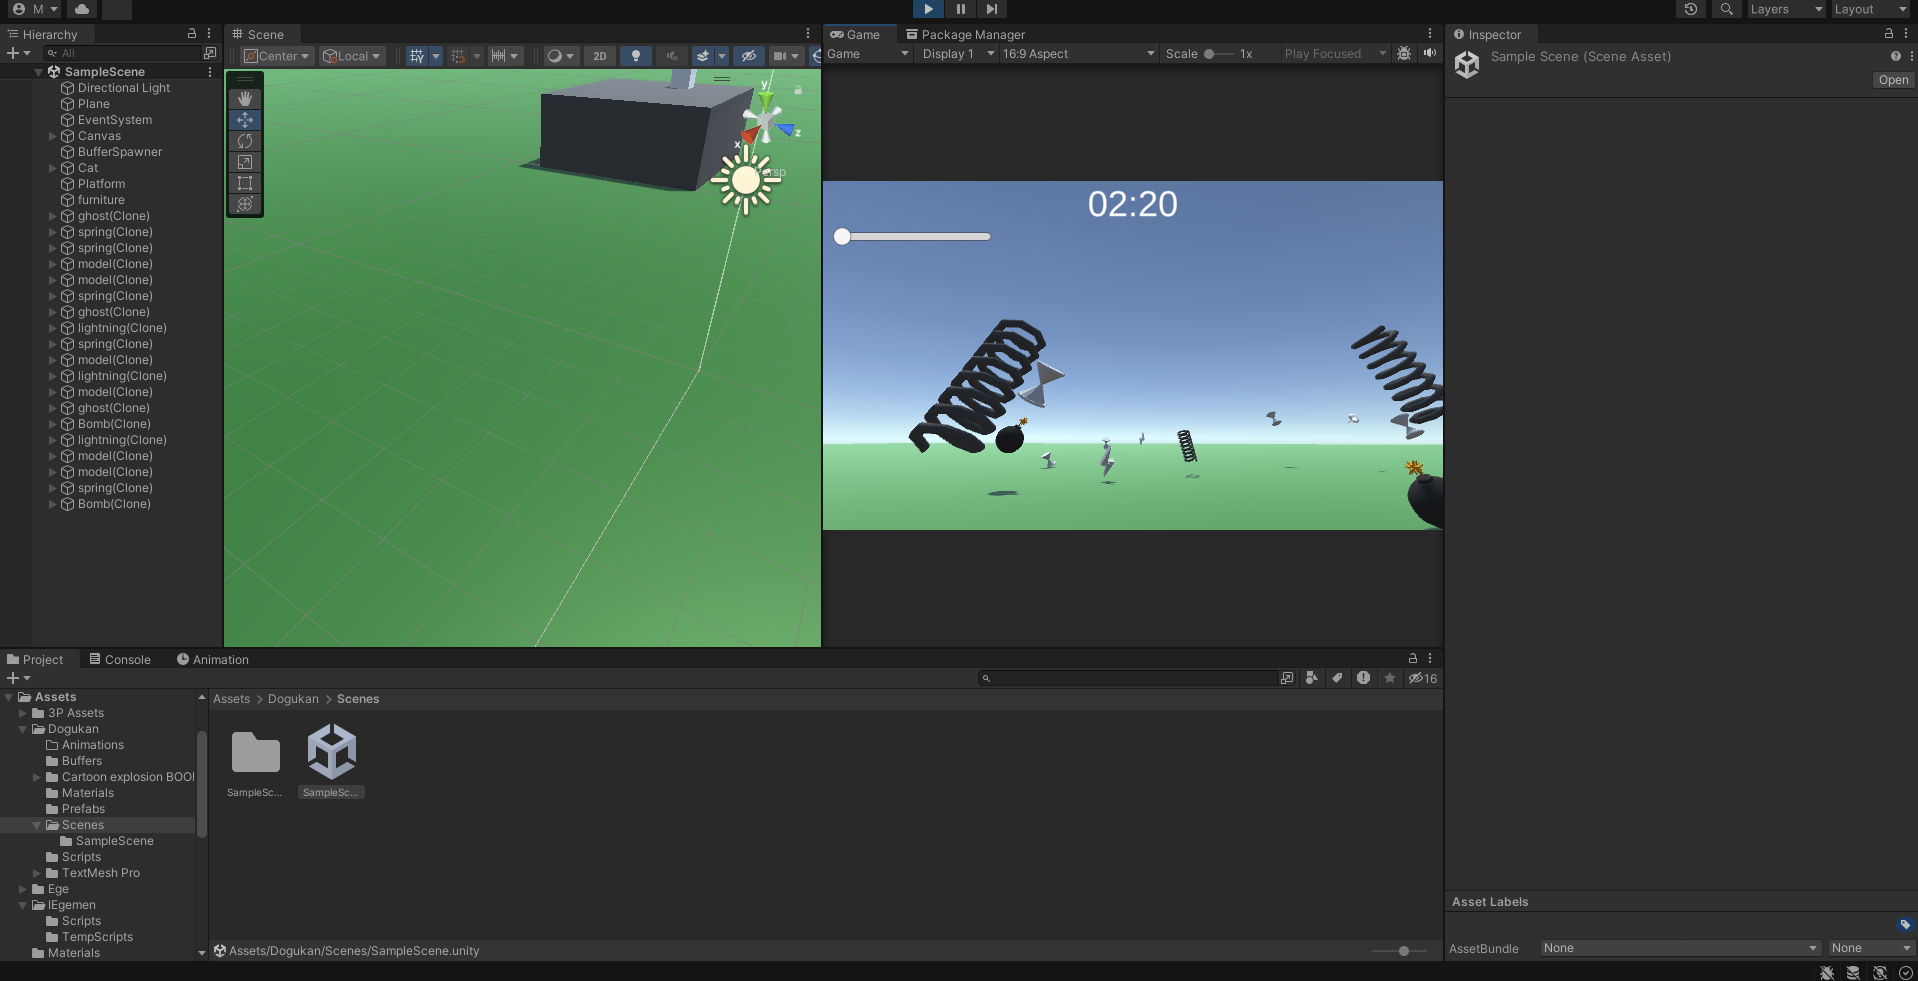 M
Layers
Layout
Hierarchy
All
SampleScene
Directional Light
Plane
EventSystem
Canvas
BufferSpawner
Cat
Platform
furniture
ghost(Clone)
spring(Clone)
spring(Clone)
model(Clone)
model(Clone)
spring(Clone)
ghost(Clone)
lightning(Clone)
spring(Clone)
model(Clone)
lightning(Clone)
model(Clone)
ghost(Clone)
Bomb(Clone)
lightning(Clone)
model(Clone)
model(Clone)
spring(Clone)
Bomb(Clone)
Scene
Center
Local
2D
y
z
x
Persp
Game
Package Manager
Game
Display 1
16:9 Aspect
Scale
1x
Play Focused
02:20
Inspector
Sample Scene (Scene Asset)
Open
Project
Console
Animation
16
Assets
3P Assets
Dogukan
Animations
Buffers
Cartoon explosion BOO
Materials
Prefabs
Scenes
SampleScene
Scripts
TextMesh Pro
Ege
IEgemen
Scripts
TempScripts
Materials
Assets > Dogukan > Scenes
SampleSc...
SampleSc...
Assets/Dogukan/Scenes/SampleScene.unity
Asset Labels
AssetBundle
None
None